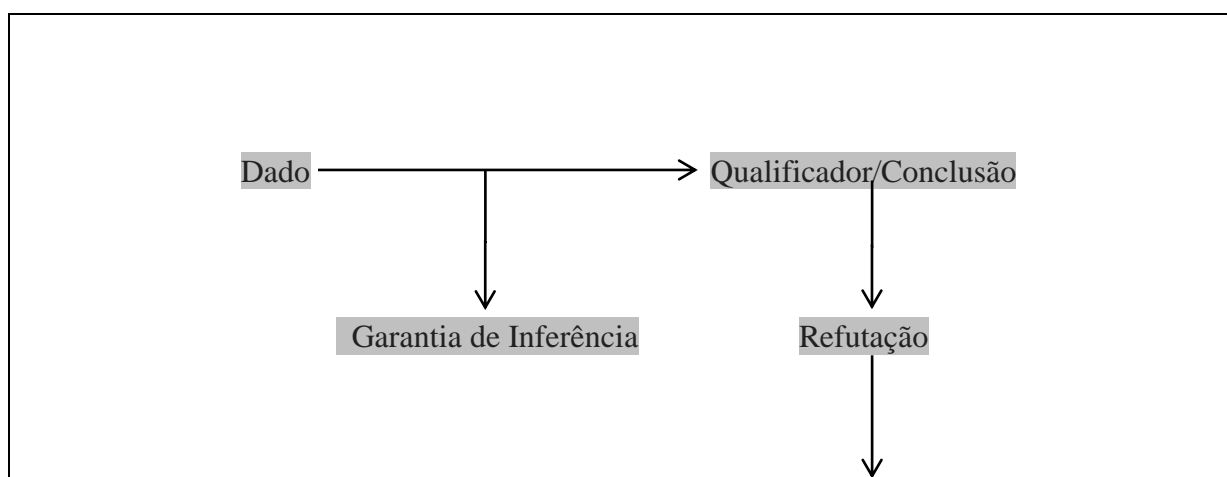 Dado
Qualificador/Conclusão
Garantia de Inferência
Refutação